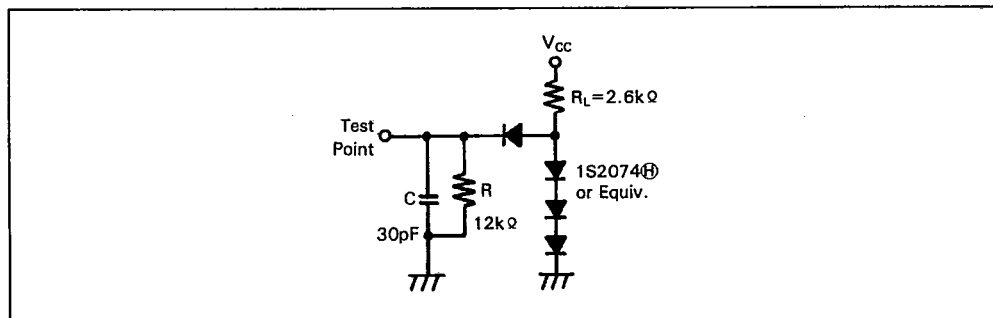 VCC
RL=2.6kΩ
Test
Point
1S2074Ⓗ
or Equiv.
C
R
30pF
12kΩ